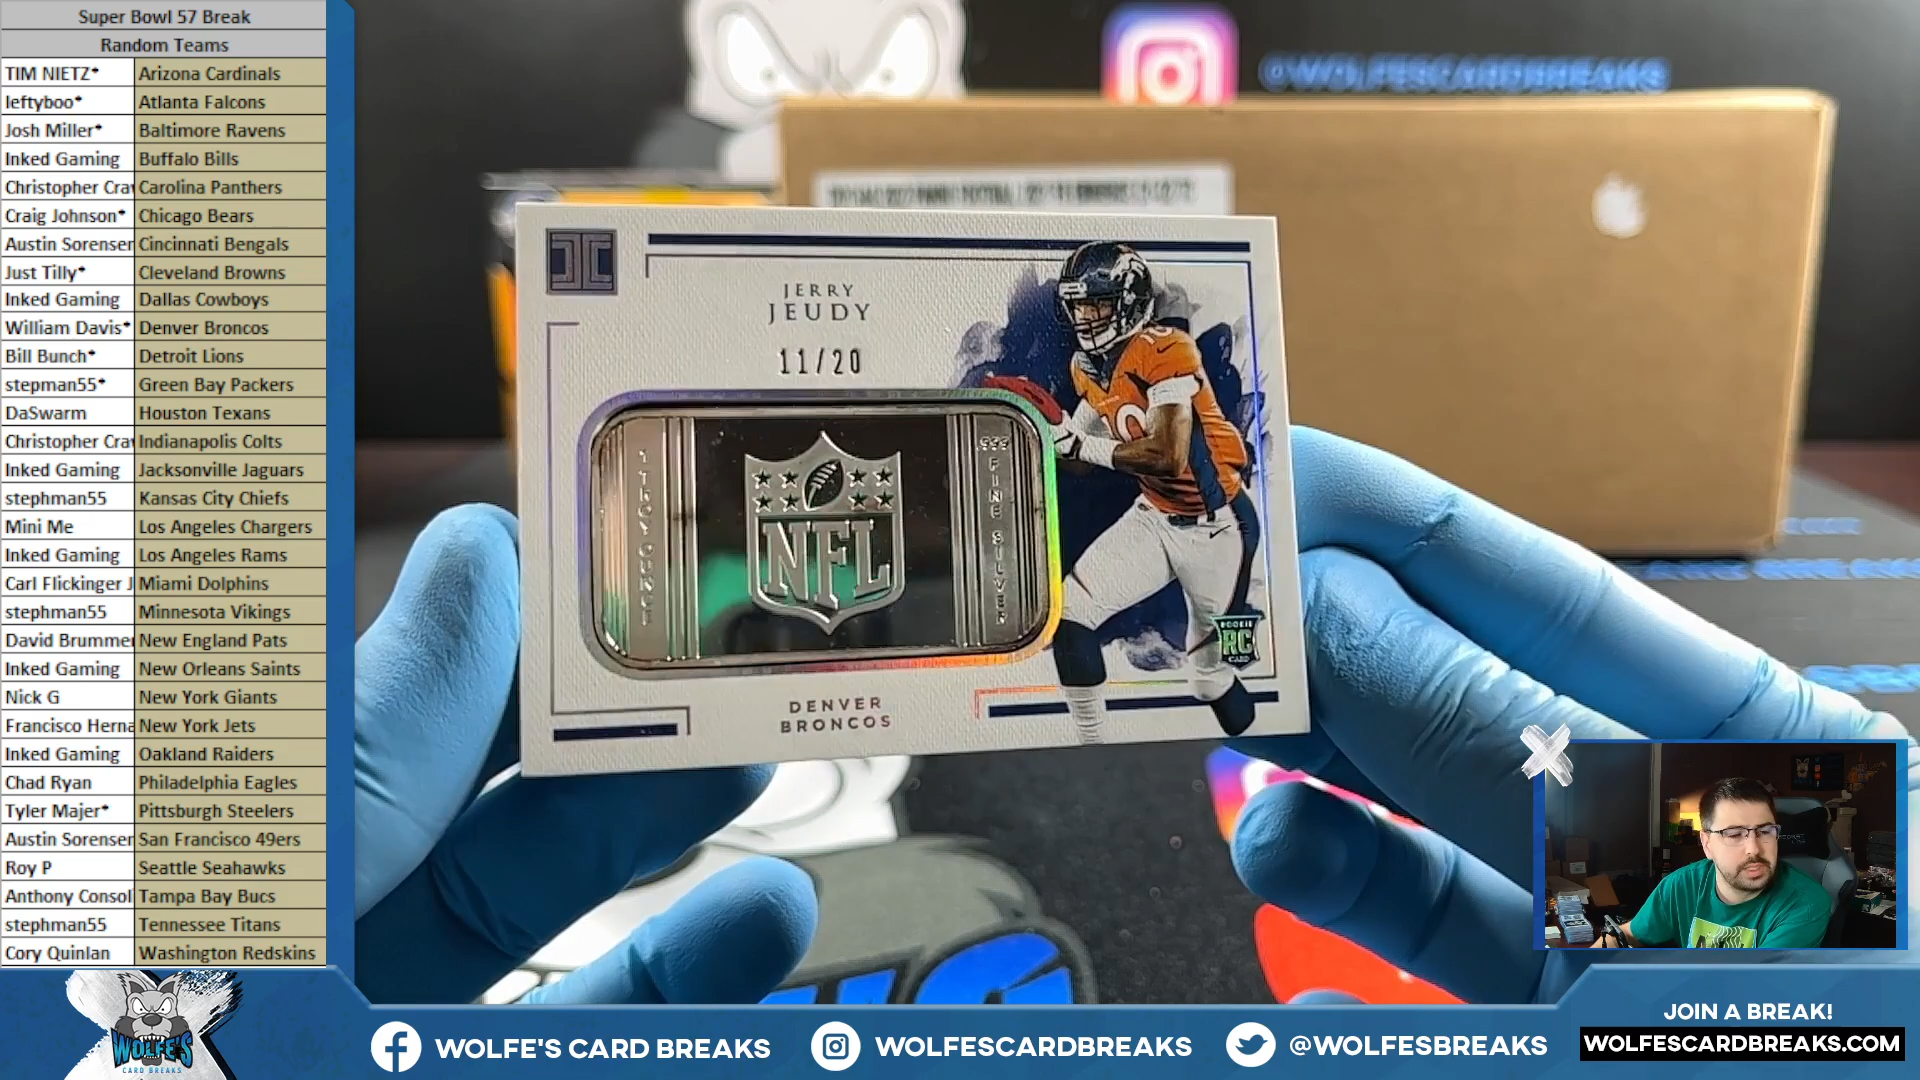 Super Bowl 57 Break
Random Teams
TIM NIETZ* Arizona Cardinals
leftyboo* Atlanta Falcons
Josh Miller* Baltimore Ravens
Inked Gaming Buffalo Bills
Christopher Cra Carolina Panthers
Craig Johnson* Chicago Bears
Austin Sorensen Cincinnati Bengals
Just Tilly* Cleveland Browns
Inked Gaming Dallas Cowboys
William Davis* Denver Broncos
Bill Bunch* Detroit Lions
stepman55* Green Bay Packers
DaSwarm Houston Texans
Christopher Cra Indianapolis Colts
Inked Gaming Jacksonville Jaguars
stephman55 Kansas City Chiefs
Mini Me Los Angeles Chargers
Inked Gaming Los Angeles Rams
Carl Flickinger J Miami Dolphins
stephman55 Minnesota Vikings
David Brummer New England Pats
Inked Gaming New Orleans Saints
Nick G New York Giants
Francisco Herna New York Jets
Inked Gaming Oakland Raiders
Chad Ryan Philadelphia Eagles
Tyler Majer* Pittsburgh Steelers
Austin Sorensen San Francisco 49ers
Roy P Seattle Seahawks
Anthony Consol Tampa Bay Bucs
stephman55 Tennessee Titans
Cory Quinlan Washington Redskins
@WOLFESCARDBREAKS
JERRY
JEUDY
11/20
1 TROY OUNCE
NFL
.999 FINE SILVER
10
10
ROOKIE
RC
CARD
DENVER
BRONCOS
WOLFE'S
CARD BREAKS
WOLFE'S CARD BREAKS
WOLFESCARDBREAKS
@WOLFESBREAKS
JOIN A BREAK!
WOLFESCARDBREAKS.COM